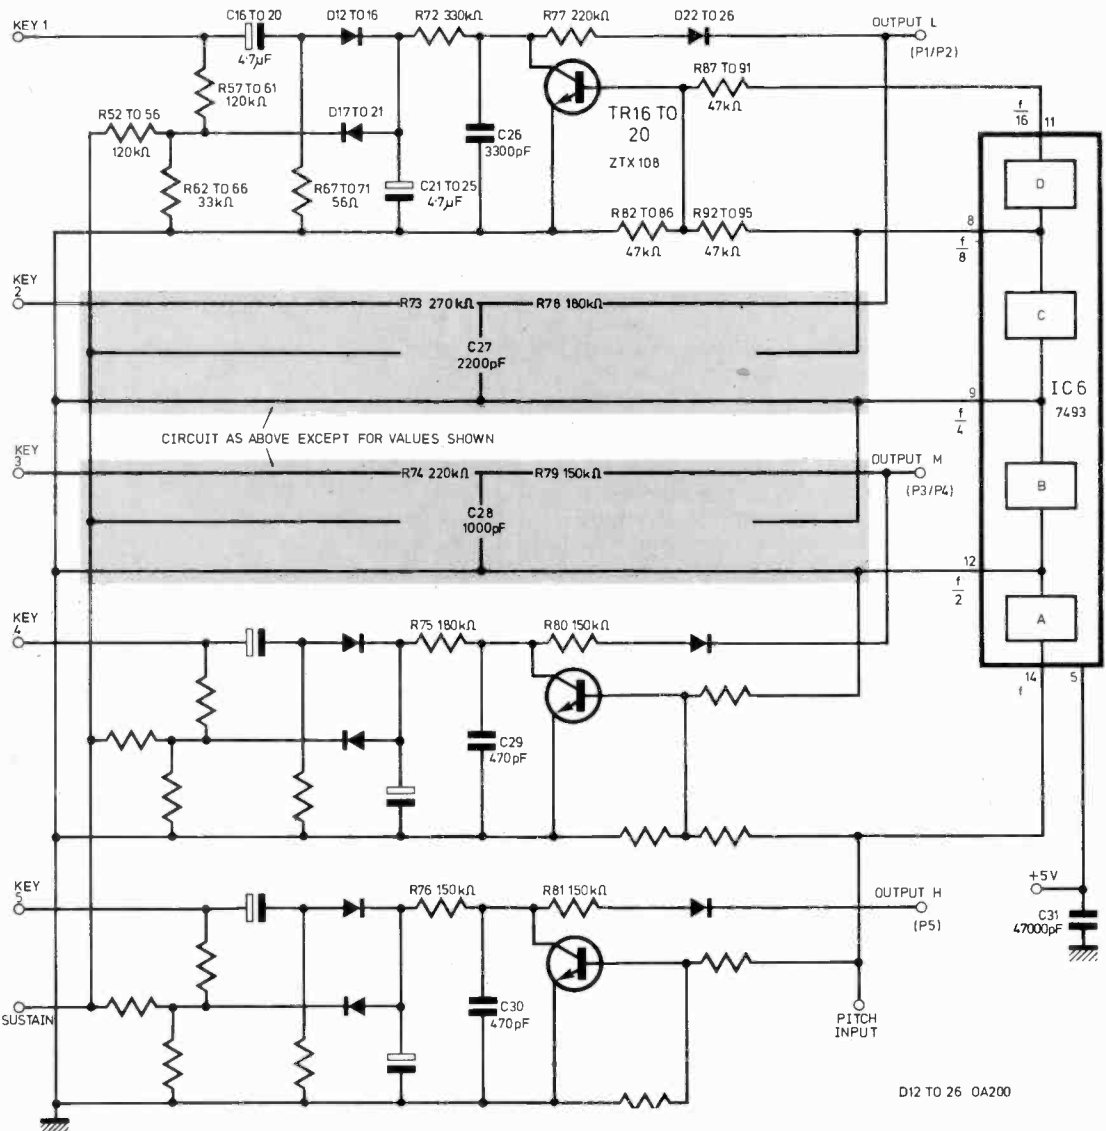 KEY 1
C16 TO 20
4·7µF
D12 TO 16
R72 330kΩ
R77 220kΩ
D22 TO 26
OUTPUT L
(P1/P2)
R57 TO 61
120kΩ
R87 TO 91
47kΩ
R52 TO 56
120kΩ
D17 TO 21
C26
3300pF
TR16 TO
20
ZTX 108
f
16
11
D
R62 TO 66
33kΩ
R67 TO 71
56Ω
C21 TO 25
4·7µF
R82 TO 86
47kΩ
R92 TO 95
47kΩ
8
f
8
KEY
2
R73 270kΩ
R78 180kΩ
C
C27
2200pF
9
f
4
IC6
7493
CIRCUIT AS ABOVE EXCEPT FOR VALUES SHOWN
KEY
3
R74 220kΩ
R79 150kΩ
OUTPUT M
(P3/P4)
B
C28
1000pF
12
f
2
KEY
4
R75 180kΩ
R80 150kΩ
A
14
f
5
C29
470pF
KEY
5
R76 150kΩ
R81 150kΩ
OUTPUT H
(P5)
+5V
C31
47000pF
SUSTAIN
C30
470pF
PITCH
INPUT
D12 TO 26 OA200